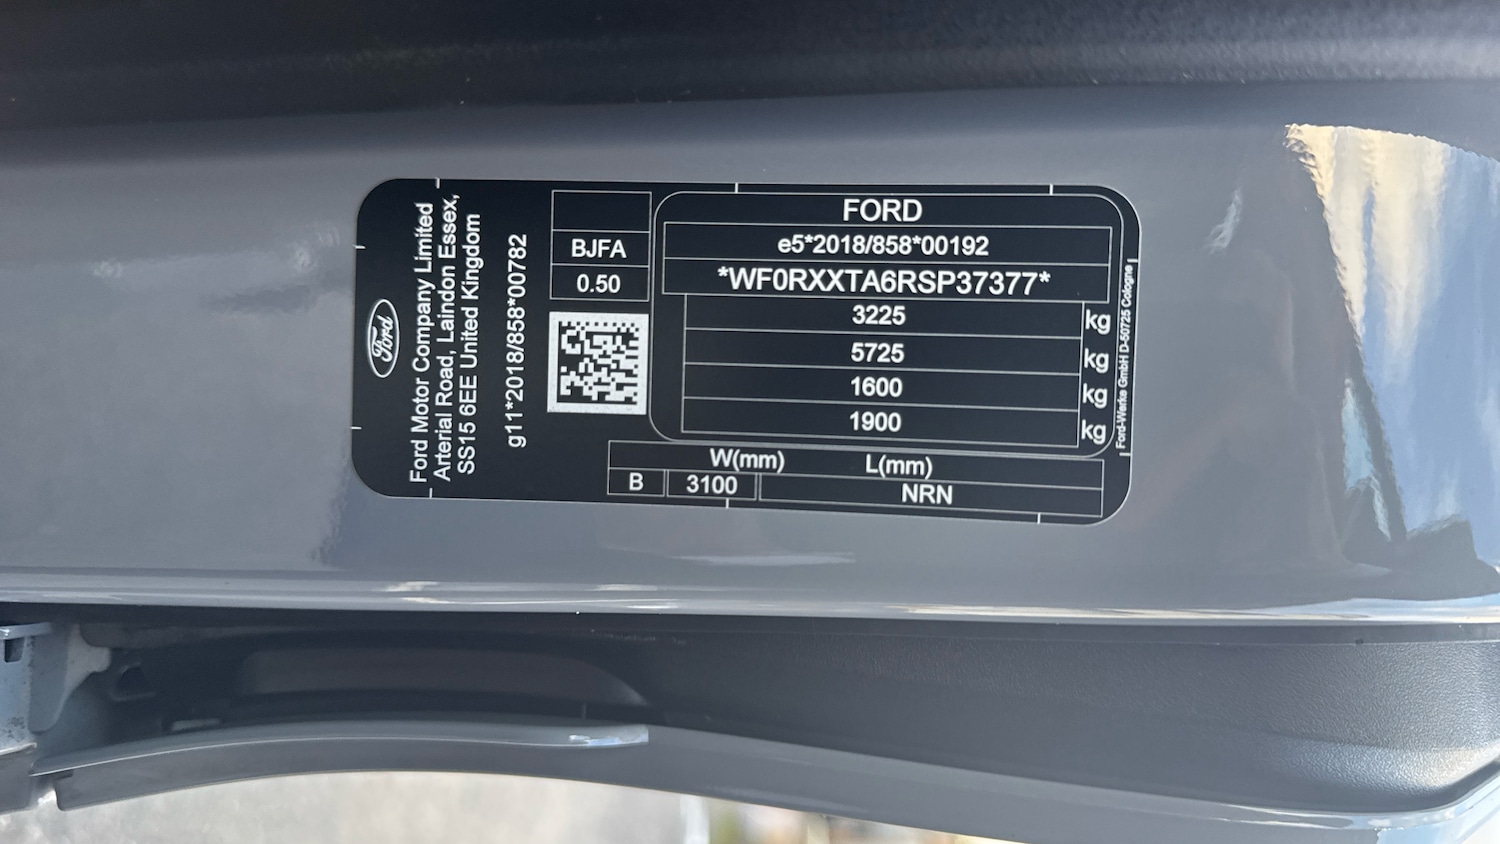 Ford
Ford Motor Company Limited
Arterial Road, Laindon Essex,
SS15 6EE United Kingdom
g11*2018/858*00782
BJFA
0.50
FORD
e5*2018/858*00192
*WF0RXXTA6RSP37377*
3225 kg
5725 kg
1600 kg
1900 kg
W(mm) L(mm)
B 3100 NRN
Ford-Werke GmbH D-50725 Cologne